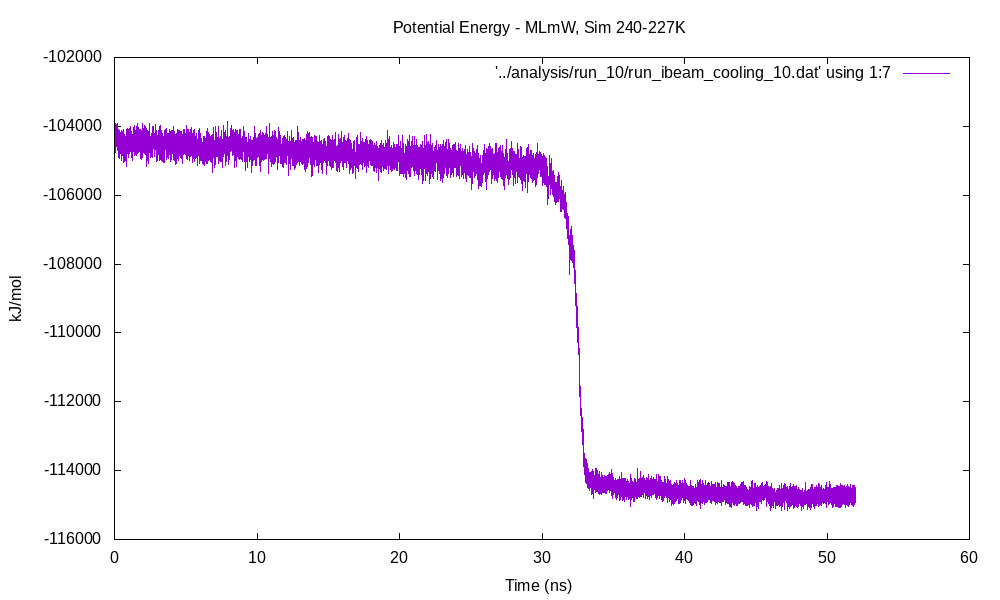 Potential Energy - MLmW, Sim 240-227K
'../analysis/run_10/run_ibeam_cooling_10.dat' using 1:7
-102000
-104000
-106000
-108000
-110000
-112000
-114000
-116000
kJ/mol
0 10 20 30 40 50 60
Time (ns)